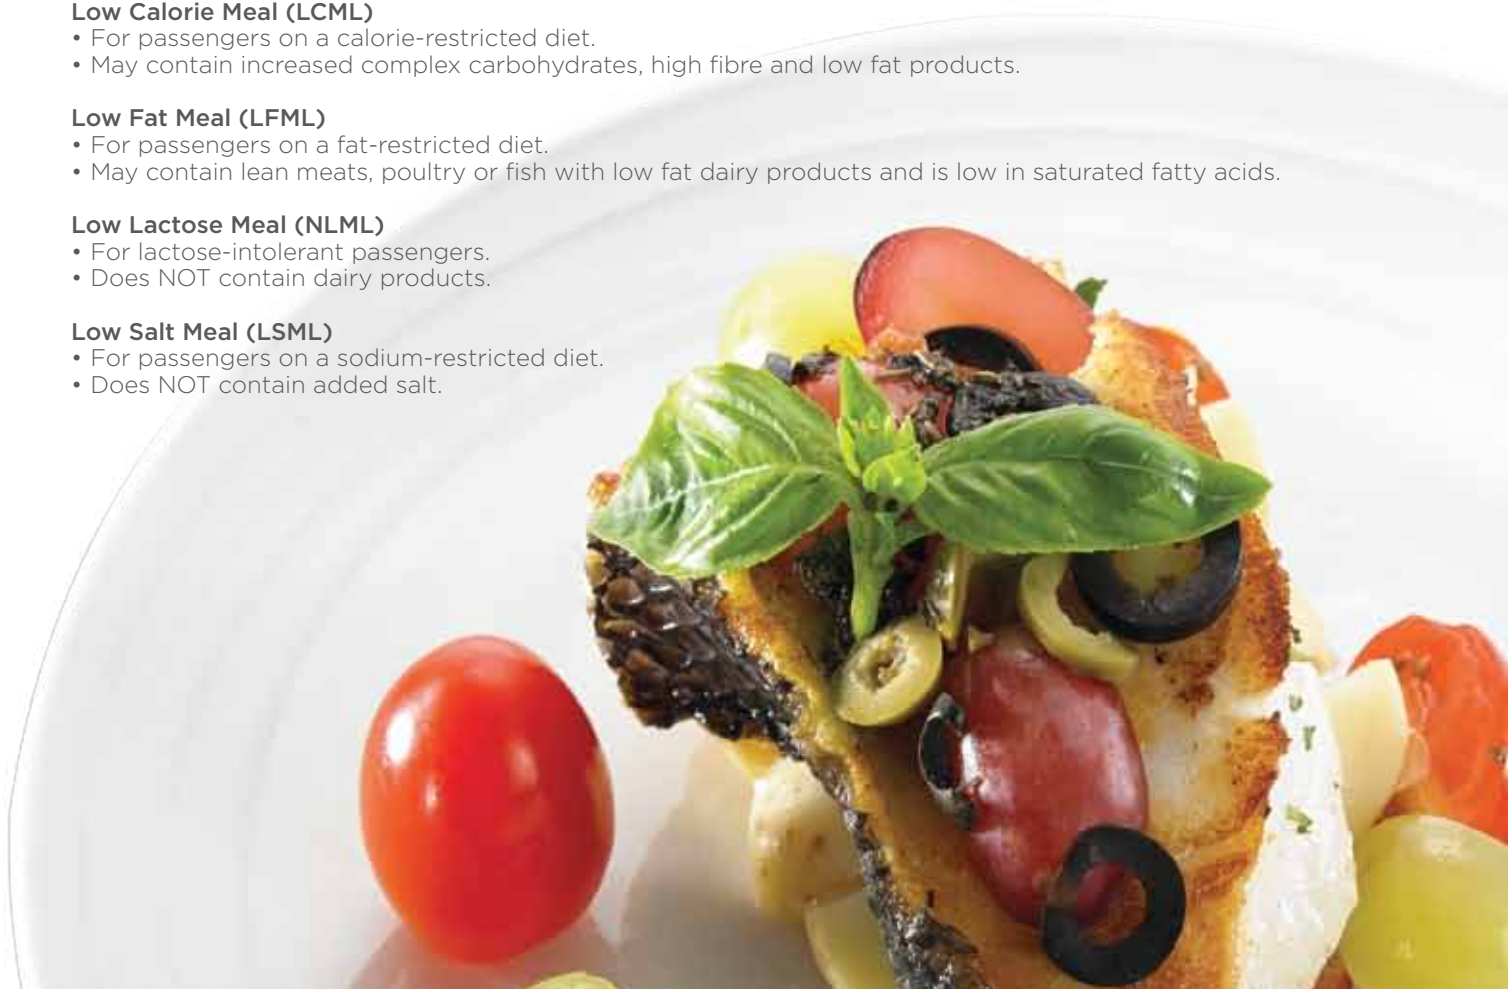 Low Calorie Meal (LCML)
• For passengers on a calorie-restricted diet.
• May contain increased complex carbohydrates, high fibre and low fat products.
Low Fat Meal (LFML)
• For passengers on a fat-restricted diet.
• May contain lean meats, poultry or fish with low fat dairy products and is low in saturated fatty acids.
Low Lactose Meal (NLML)
• For lactose-intolerant passengers.
• Does NOT contain dairy products.
Low Salt Meal (LSML)
• For passengers on a sodium-restricted diet.
• Does NOT contain added salt.